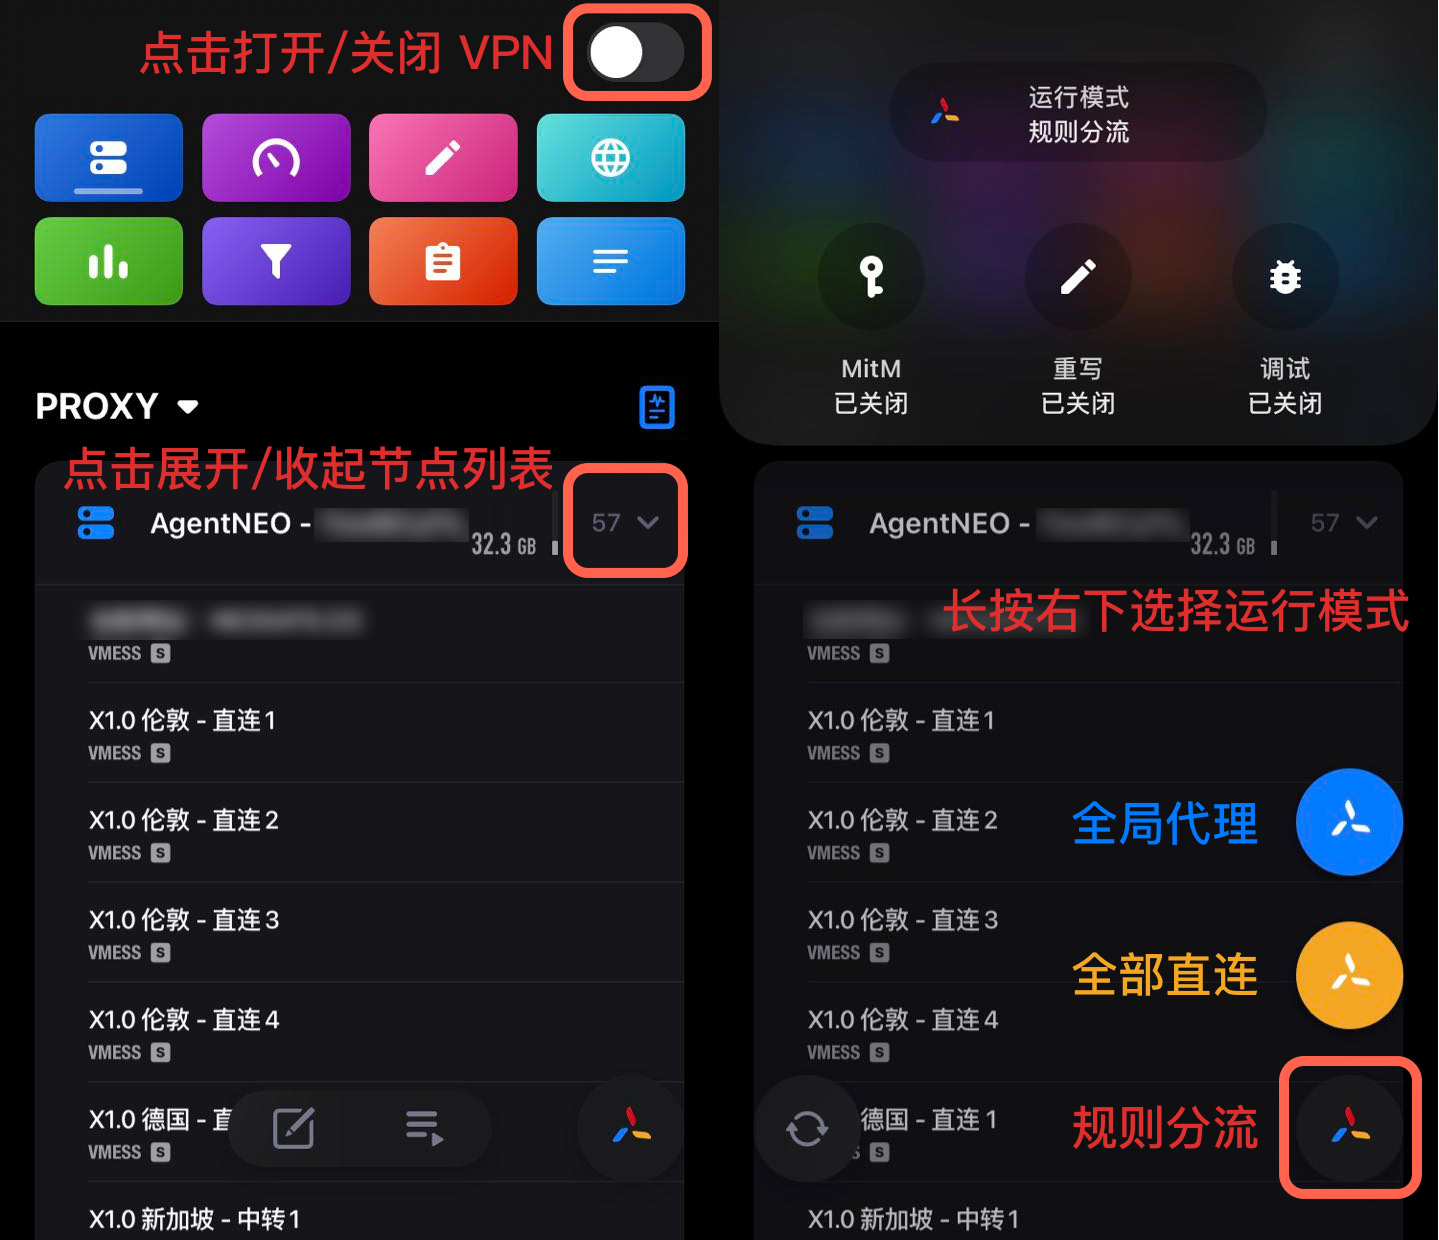 点击打开/关闭 VPN
PROXY
点击展开/收起节点列表
AgentNEO -
32.3 GB
57
VMESS S
X1.0 伦敦 - 直连 1
VMESS S
X1.0 伦敦 - 直连 2
VMESS S
X1.0 伦敦 - 直连 3
VMESS S
X1.0 伦敦 - 直连 4
VMESS S
X1.0 德国 - 直
VMESS S
X1.0 新加坡 - 中转 1
运行模式
规则分流
MitM
已关闭
重写
已关闭
调试
已关闭
AgentNEO -
32.3 GB
57
长按右下选择运行模式
VMESS S
X1.0 伦敦 - 直连 1
VMESS S
X1.0 伦敦 - 直连 2
VMESS S
全局代理
X1.0 伦敦 - 直连 3
VMESS S
全部直连
X1.0 伦敦 - 直连 4
VMESS S
德国 - 直连 1
S
规则分流
X1.0 新加坡 - 中转 1